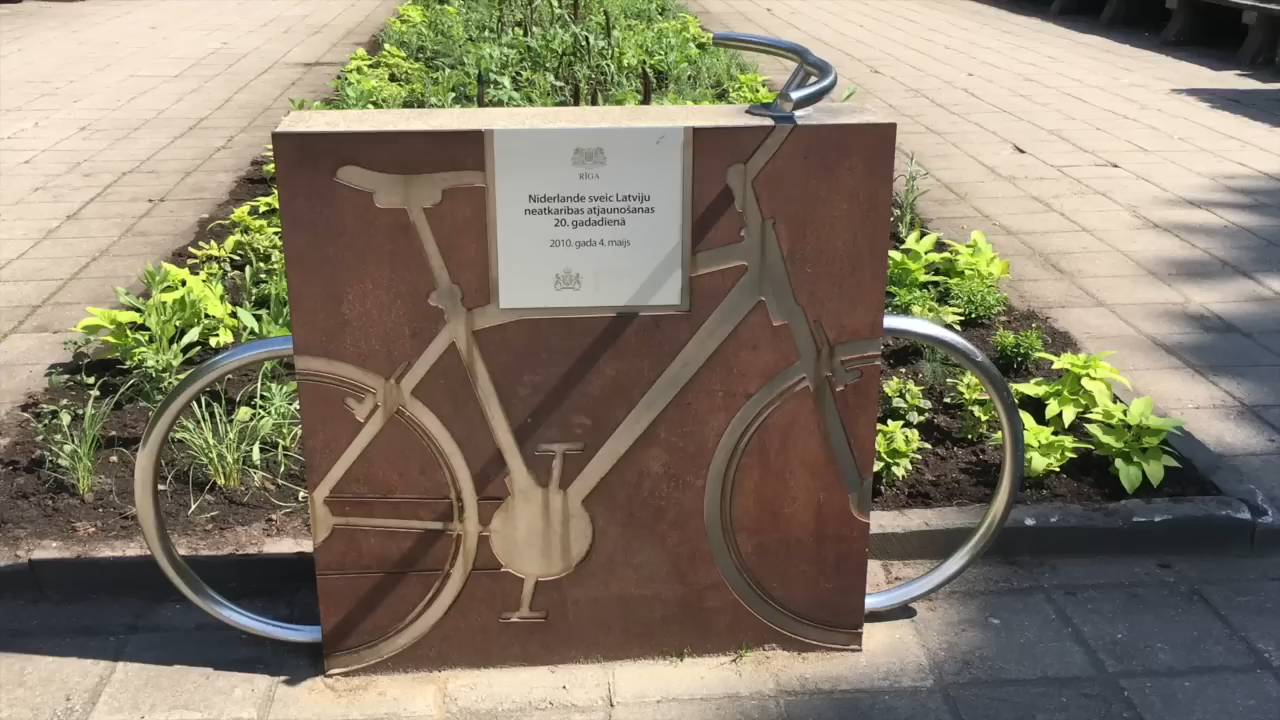 RĪGA
Nīderlande sveic Latviju
neatkarības atjaunošanas
20. gadadienā
2010. gada 4. maijs